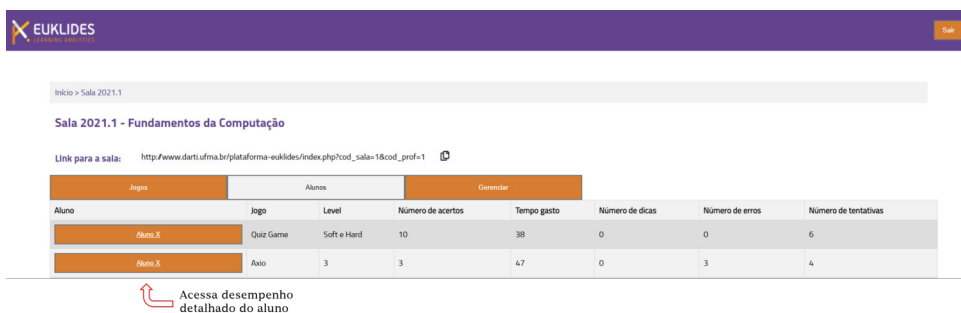 EUKLIDES
LEARNING ANALYTICS
Sair
Início > Sala 2021.1
Sala 2021.1 - Fundamentos da Computação
Link para a sala: http://www.darti.ufma.br/plataforma-euklides/index.php?cod_sala=1&cod_prof=1
Jogos Alunos Gerenciar
Aluno Jogo Level Número de acertos Tempo gasto Número de dicas Número de erros Número de tentativas
Aluno X Quiz Game Soft e Hard 10 38 0 0 6
Aluno X Axio 3 3 47 0 3 4
Acessa desempenho
detalhado do aluno